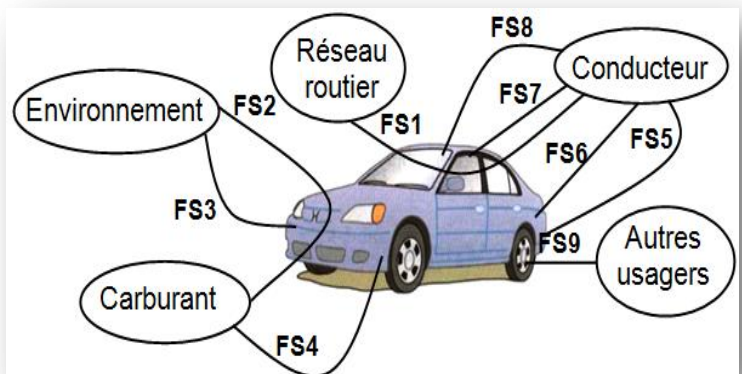 FS8
Réseau
routier
Conducteur
Environnement
FS2
FS7
FS1
FS6
FS5
FS3
FS9
Autres
usagers
Carburant
FS4